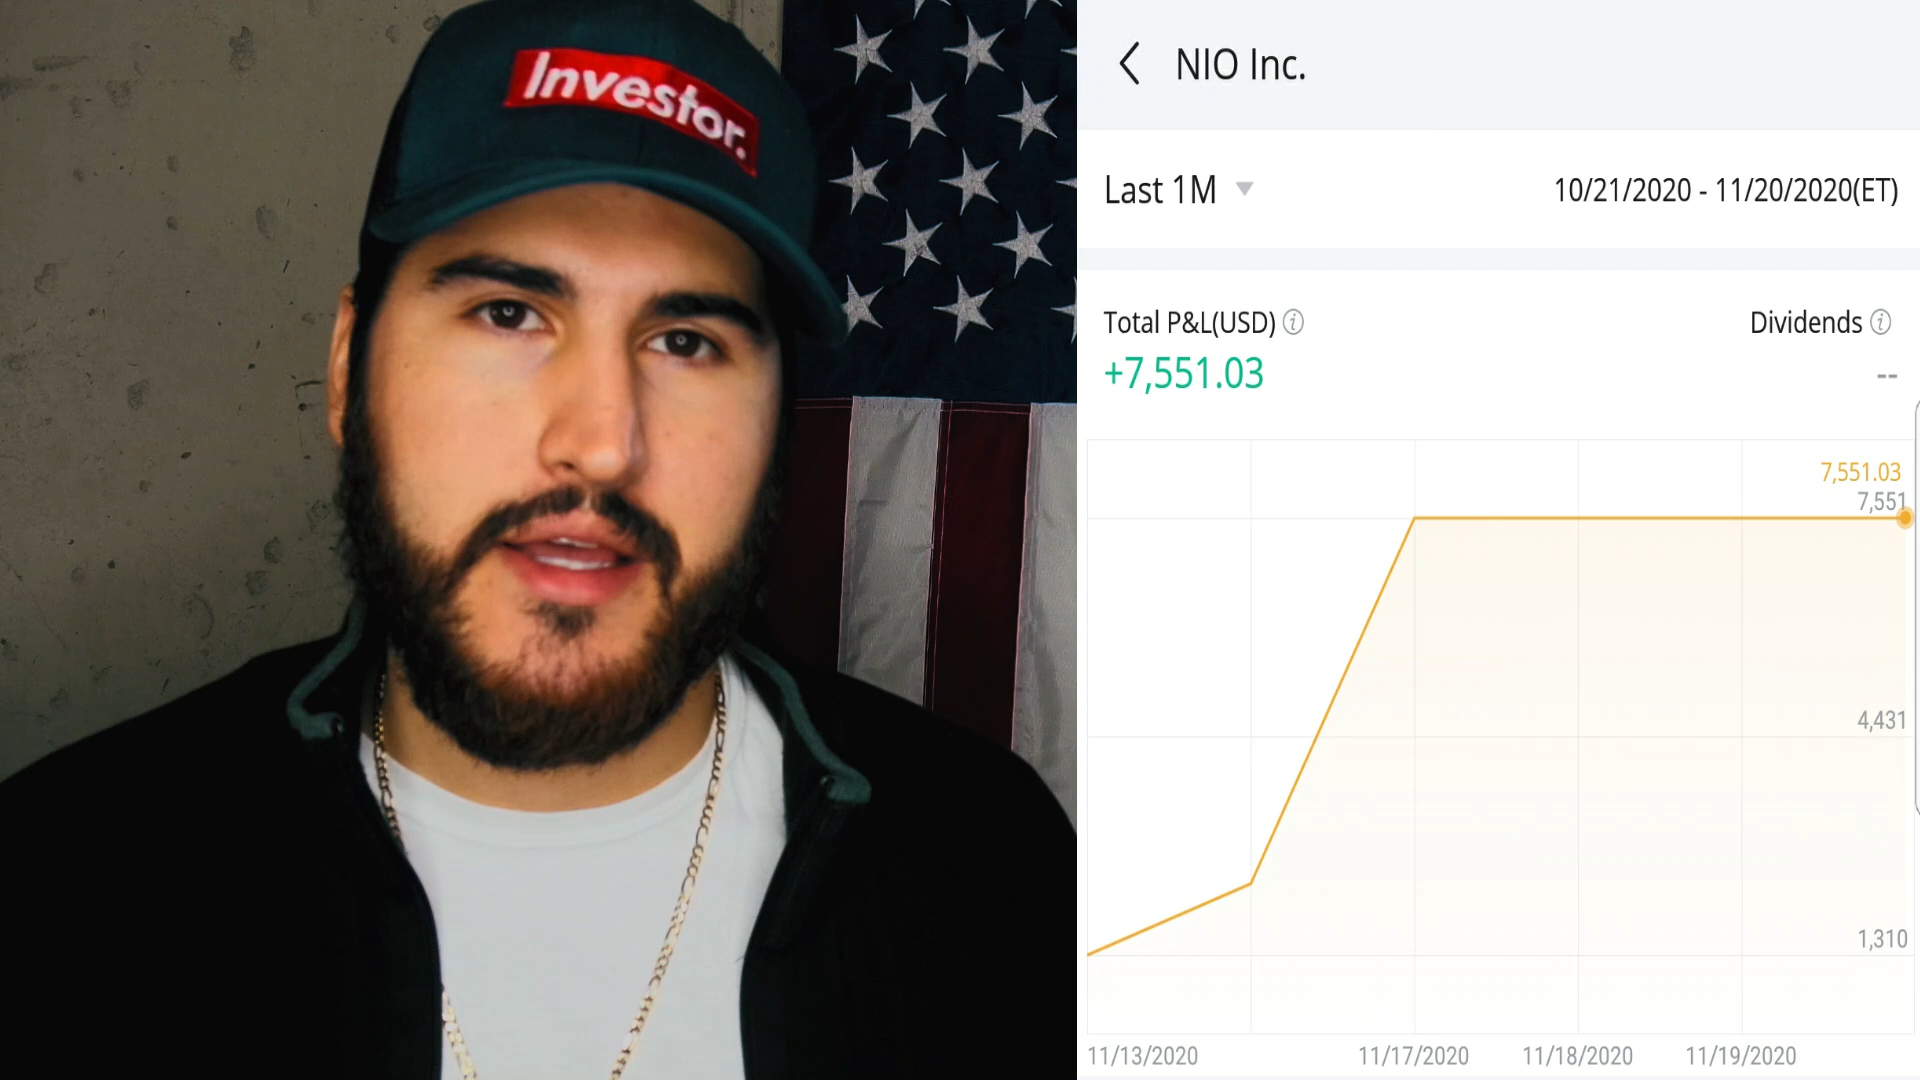 Investor.
NIO Inc.
Last 1M
10/21/2020 - 11/20/2020(ET)
Total P&L(USD)
Dividends
+7,551.03
--
7,551.03
7,551
4,431
1,310
11/13/2020
11/17/2020
11/18/2020
11/19/2020